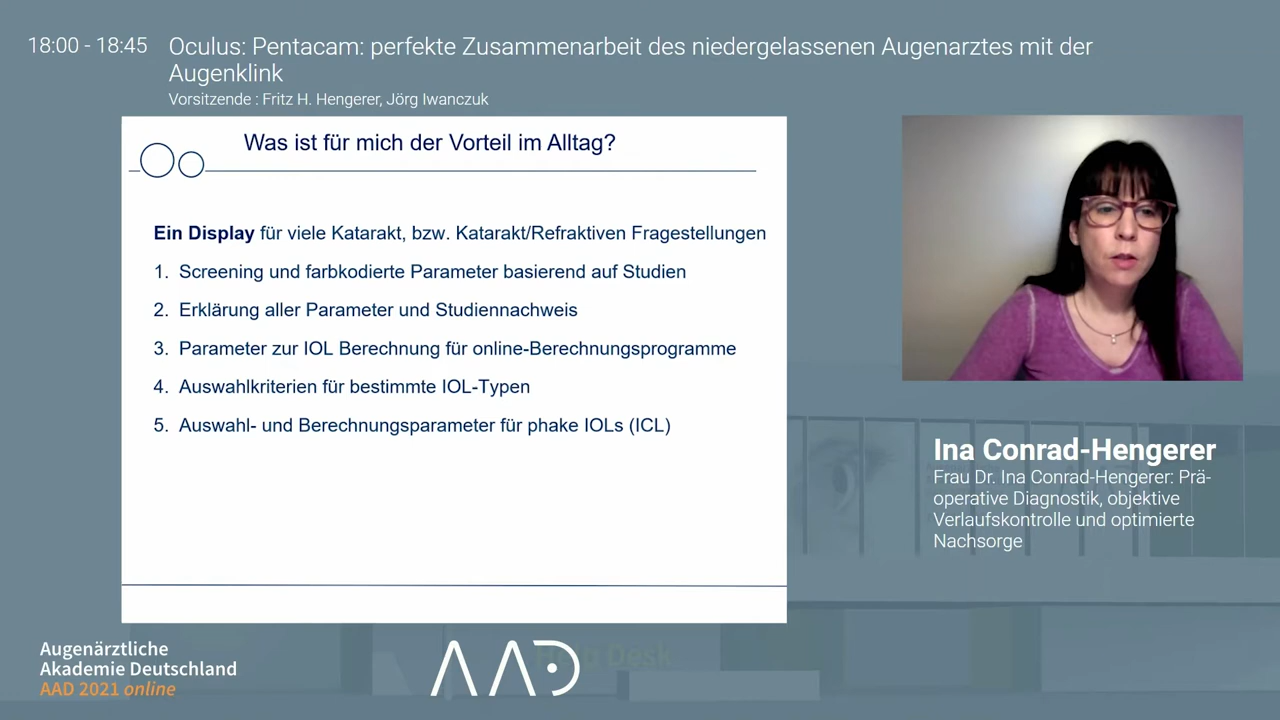 18:00 - 18:45
Oculus: Pentacam: perfekte Zusammenarbeit des niedergelassenen Augenarztes mit der
Augenklink
Vorsitzende : Fritz H. Hengerer, Jörg Iwanczuk
Was ist für mich der Vorteil im Alltag?
Ein Display für viele Katarakt, bzw. Katarakt/Refraktiven Fragestellungen
1. Screening und farbkodierte Parameter basierend auf Studien
2. Erklärung aller Parameter und Studiennachweis
3. Parameter zur IOL Berechnung für online-Berechnungsprogramme
4. Auswahlkriterien für bestimmte IOL-Typen
5. Auswahl- und Berechnungsparameter für phake IOLs (ICL)
Ina Conrad-Hengerer
Frau Dr. Ina Conrad-Hengerer: Prä-
operative Diagnostik, objektive
Verlaufskontrolle und optimierte
Nachsorge
Augenärztliche
Akademie Deutschland
AAD 2021 online
AAD
Help Desk